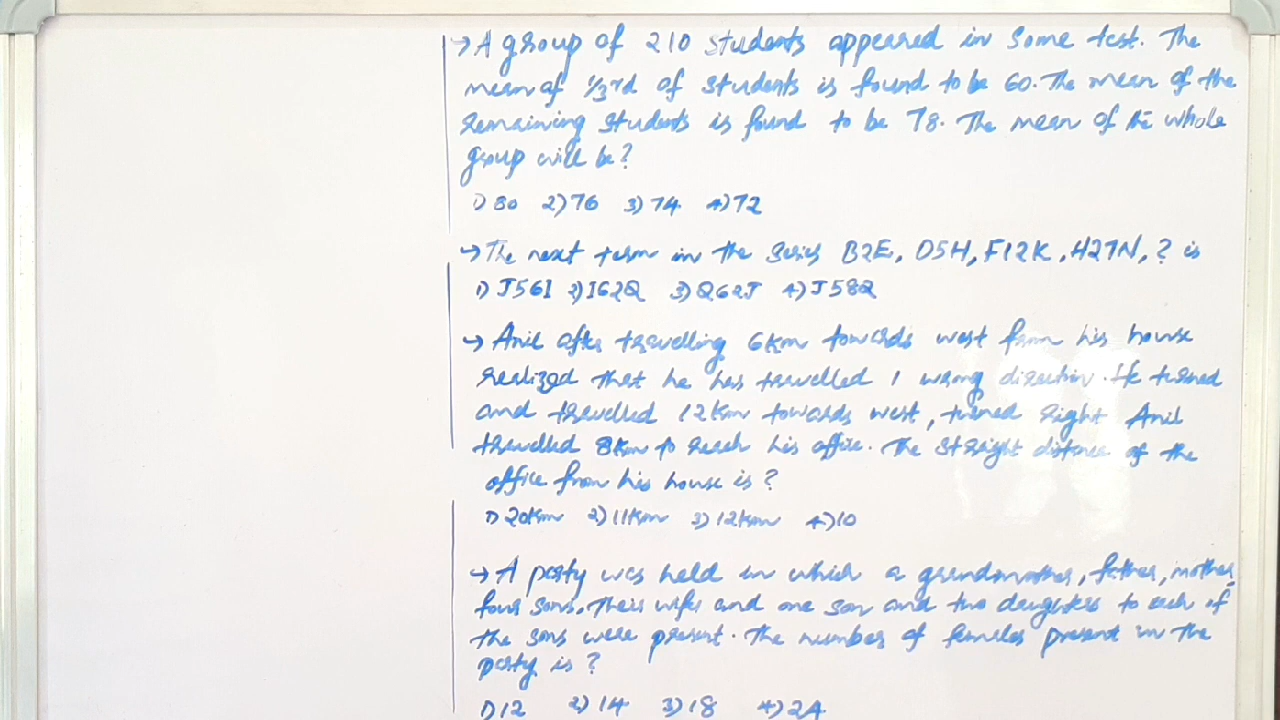 → A group of 210 students appeared in some test. The
mean of 1/3rd of students is found to be 60. The mean of the
remaining students is found to be 78. The mean of the whole
group will be?
1) 80 2) 76 3) 74 4) 72
→ The next term in the series B2E, D5H, F12K, H27N, ? is
1) J56I 2) I62Q 3) Q62J 4) J58Q
→ Anil after travelling 6km towards west from his house
realized that he has travelled 1 wrong direction. He turned
and travelled 12km towards west, turned right Anil
travelled 8km to reach his office. The straight distance of the
office from his house is?
1) 20km 2) 11km 3) 12km 4) 10
→ A party was held in which a grandmother, father, mother,
four sons, their wifes and one son and two daughters to each of
the sons were present. The number of females present in the
party is?
1) 12 2) 14 3) 18 4) 24